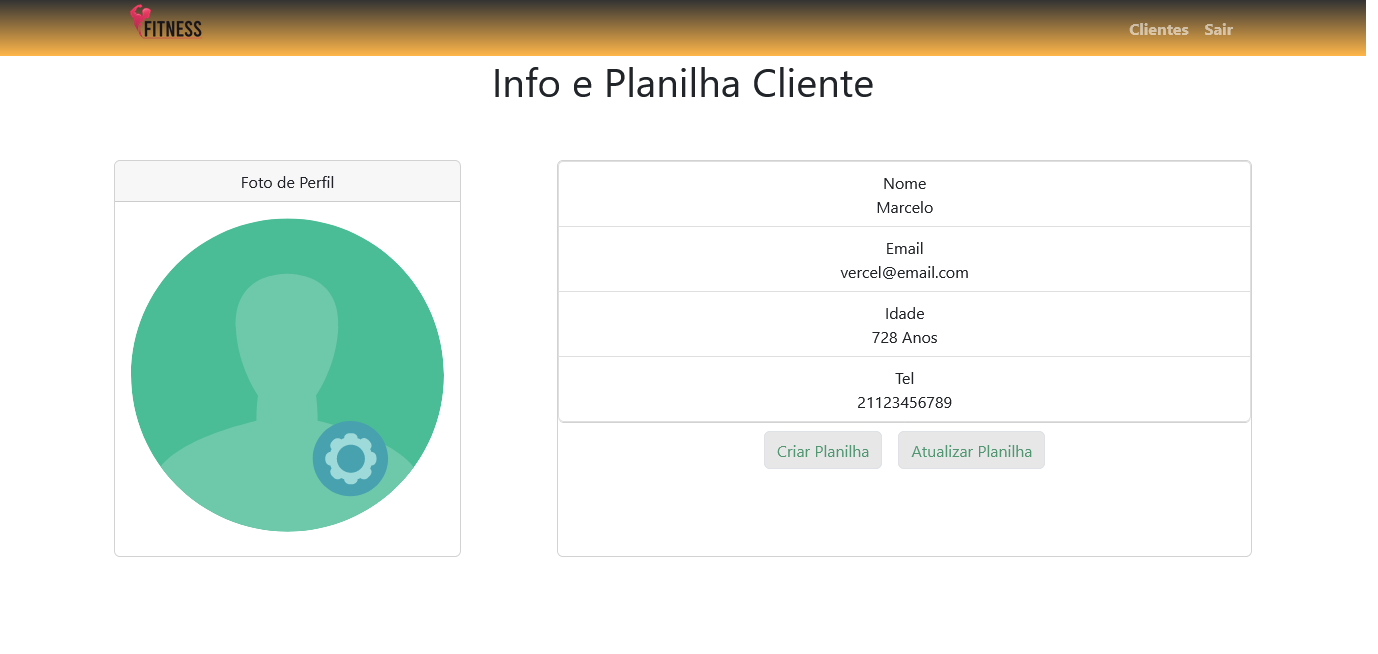 FITNESS
Clientes Sair
Info e Planilha Cliente
Foto de Perfil
Nome
Marcelo
Email
vercel@email.com
Idade
728 Anos
Tel
21123456789
Criar Planilha Atualizar Planilha